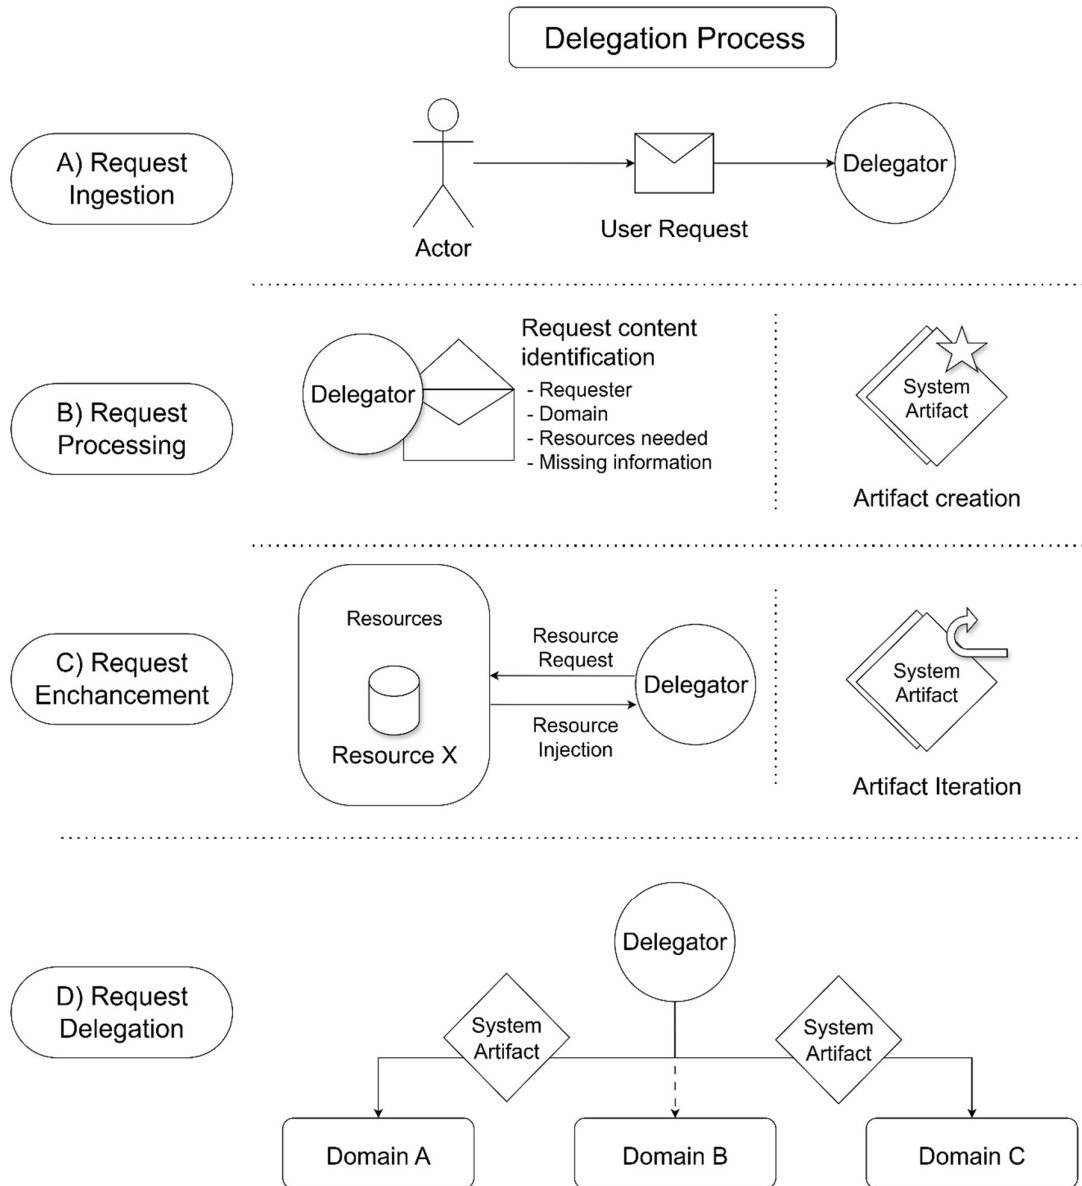 Delegation Process
A) Request
Ingestion
Actor
User Request
Delegator
B) Request
Processing
Delegator
Request content
identification
- Requester
- Domain
- Resources needed
- Missing information
System
Artifact
Artifact creation
C) Request
Enchancement
Resources
Resource X
Resource
Request
Resource
Injection
Delegator
System
Artifact
Artifact Iteration
D) Request
Delegation
Delegator
System
Artifact
System
Artifact
Domain A
Domain B
Domain C